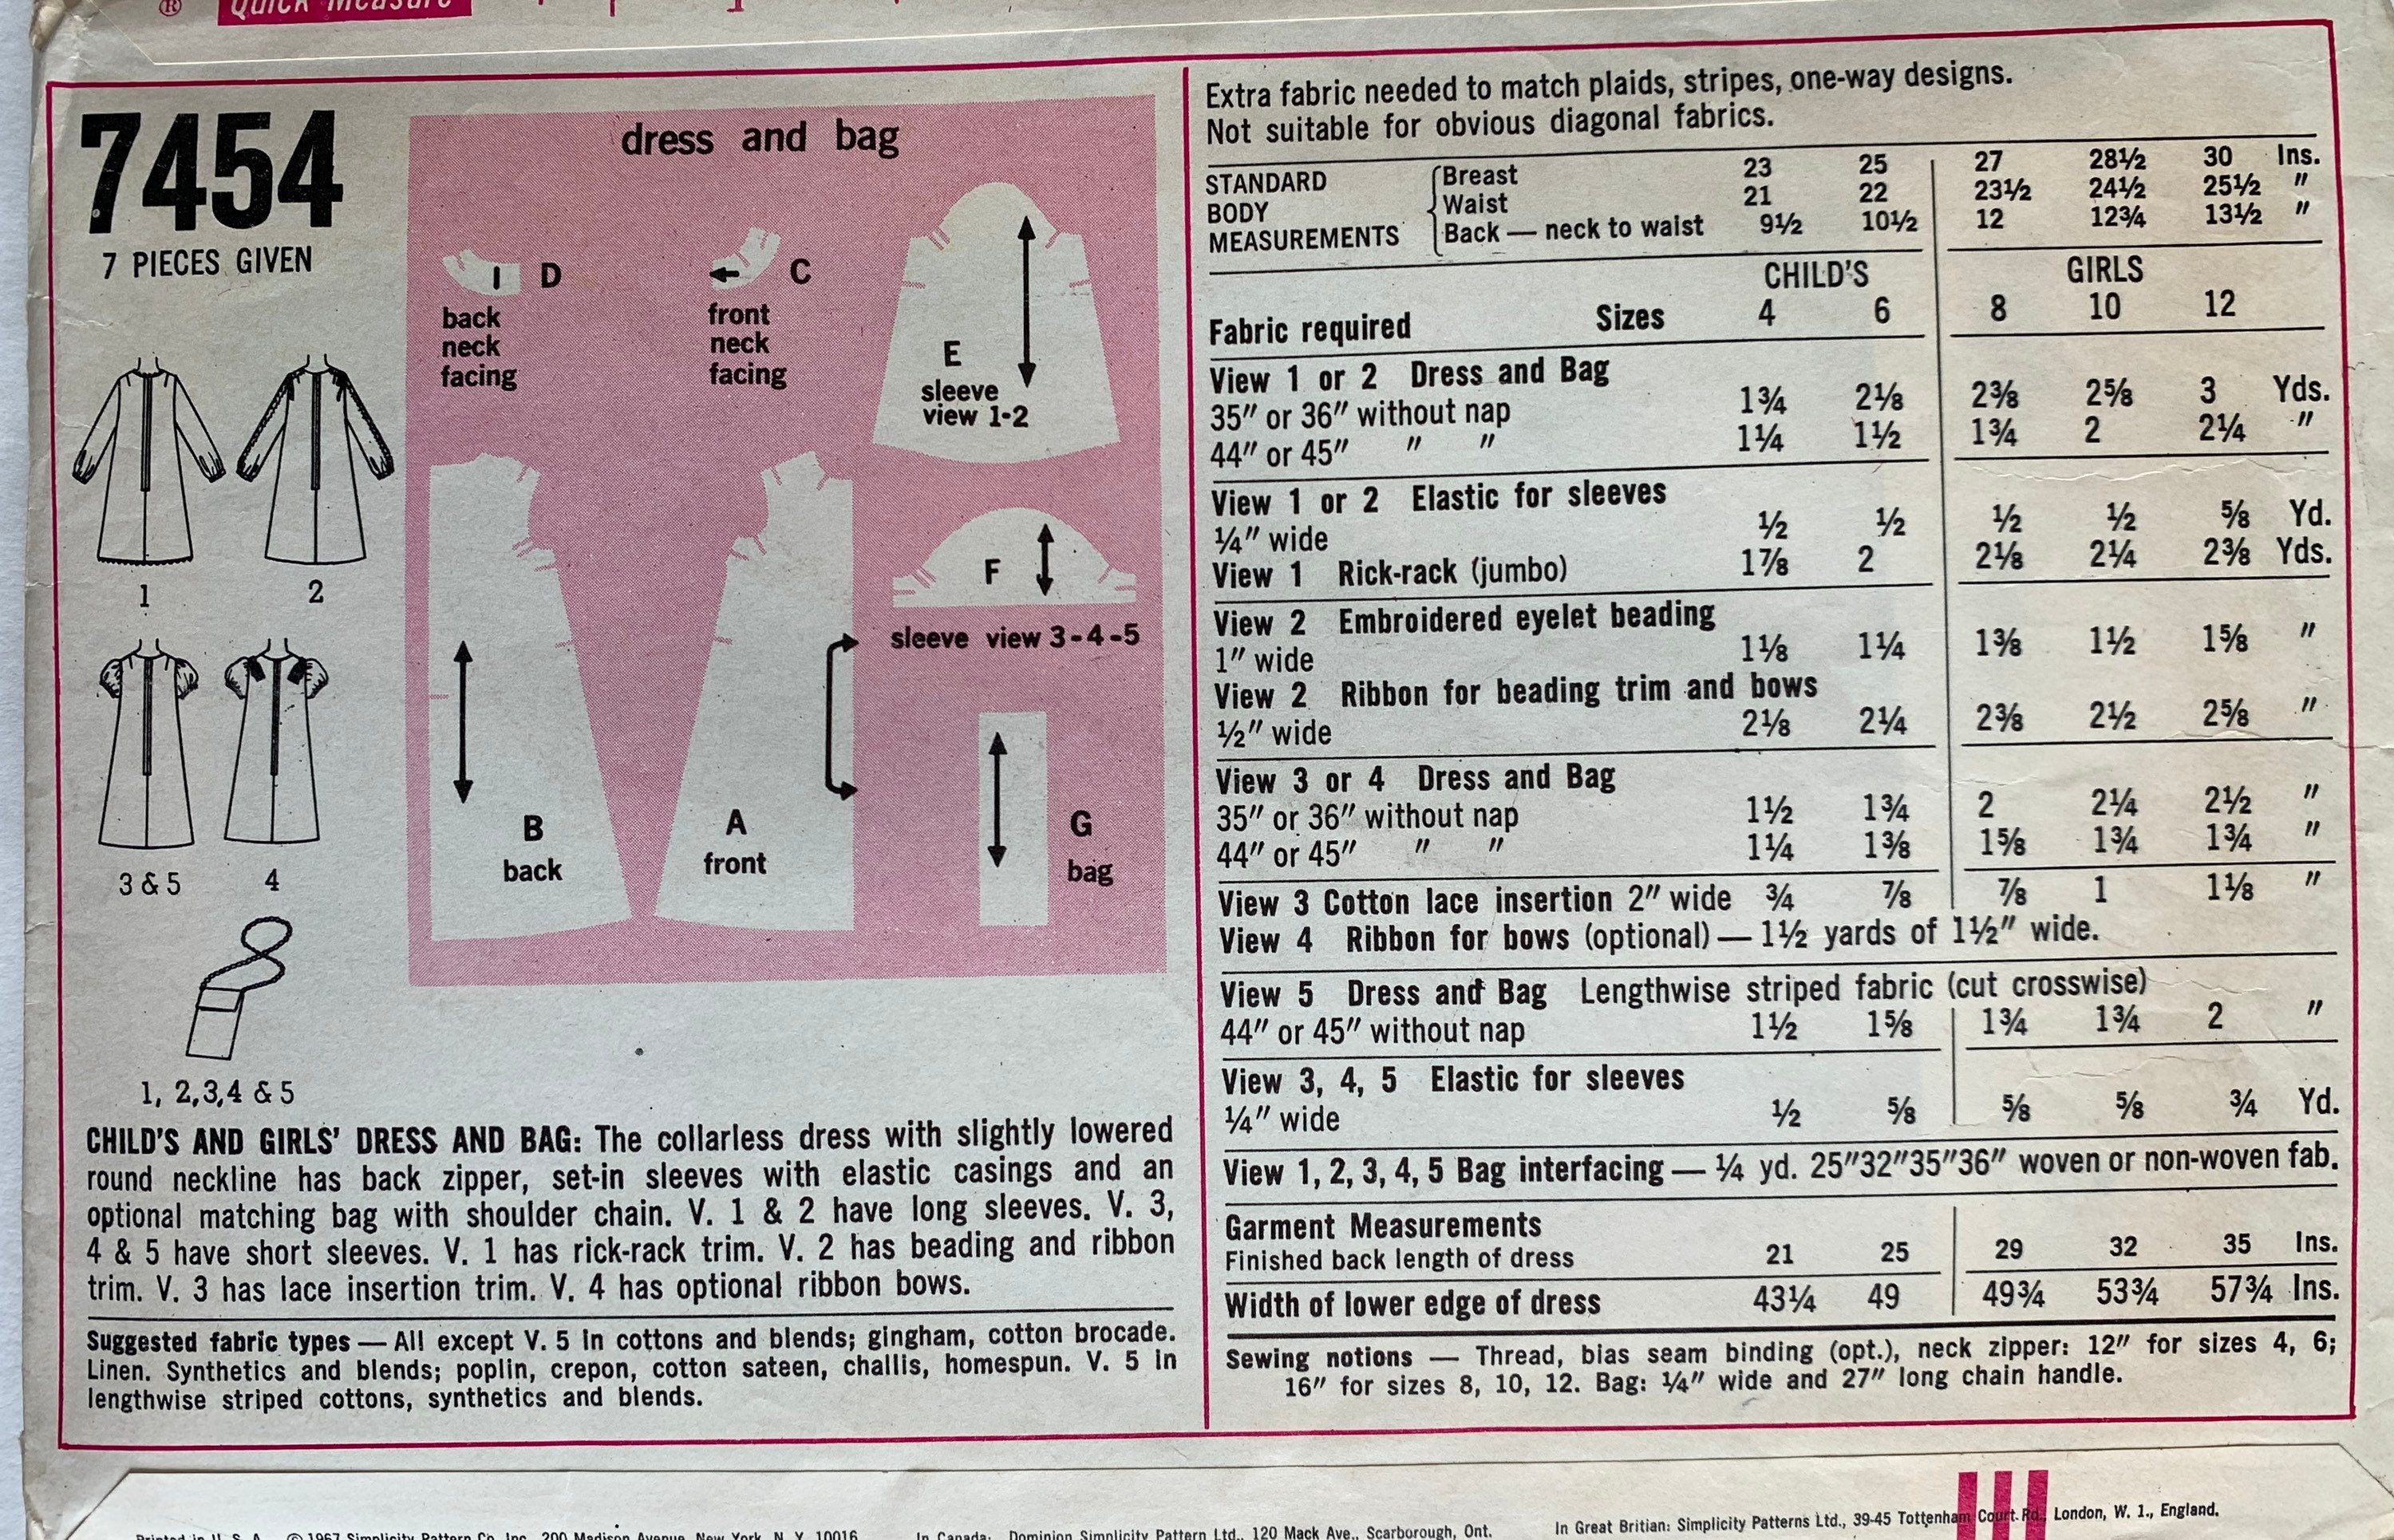 ®
Quick Measure
7454
7 PIECES GIVEN
dress and bag
D
back
neck
facing
C
front
neck
facing
E
sleeve
view 1-2
F
sleeve view 3-4-5
B
back
A
front
G
bag
1
2
3 & 5
4
1, 2,3,4 & 5
CHILD'S AND GIRLS' DRESS AND BAG: The collarless dress with slightly lowered
round neckline has back zipper, set-in sleeves with elastic casings and an
optional matching bag with shoulder chain. V. 1 & 2 have long sleeves. V. 3,
4 & 5 have short sleeves. V. 1 has rick-rack trim. V. 2 has beading and ribbon
trim. V. 3 has lace insertion trim. V. 4 has optional ribbon bows.
Suggested fabric types — All except V. 5 in cottons and blends; gingham, cotton brocade.
Linen. Synthetics and blends; poplin, crepon, cotton sateen, challis, homespun. V. 5 in
lengthwise striped cottons, synthetics and blends.
Extra fabric needed to match plaids, stripes, one-way designs.
Not suitable for obvious diagonal fabrics.
STANDARD BODY MEASUREMENTS
Breast 23 25 27 28½ 30 Ins.
Waist 21 22 23½ 24½ 25½ "
Back — neck to waist 9½ 10½ 12 12¾ 13½ "
CHILD'S GIRLS
Fabric required Sizes 4 6 8 10 12
View 1 or 2 Dress and Bag
35" or 36" without nap 1¾ 2⅛ 2⅜ 2⅝ 3 Yds.
44" or 45" " " 1¼ 1½ 1¾ 2 2¼ "
View 1 or 2 Elastic for sleeves
¼" wide ½ ½ ½ ½ ⅝ Yd.
View 1 Rick-rack (jumbo) 1⅞ 2 2⅛ 2¼ 2⅜ Yds.
View 2 Embroidered eyelet beading
1" wide 1⅛ 1¼ 1⅜ 1½ 1⅝ "
View 2 Ribbon for beading trim and bows
½" wide 2⅛ 2¼ 2⅜ 2½ 2⅝ "
View 3 or 4 Dress and Bag
35" or 36" without nap 1½ 1¾ 2 2¼ 2½ "
44" or 45" " " 1¼ 1⅜ 1⅝ 1¾ 1¾ "
View 3 Cotton lace insertion 2" wide ¾ ⅞ ⅞ 1 1⅛ "
View 4 Ribbon for bows (optional) — 1½ yards of 1½" wide.
View 5 Dress and Bag Lengthwise striped fabric (cut crosswise)
44" or 45" without nap 1½ 1⅝ 1¾ 1¾ 2 "
View 3, 4, 5 Elastic for sleeves
¼" wide ½ ⅝ ⅝ ⅝ ¾ Yd.
View 1, 2, 3, 4, 5 Bag interfacing — ¼ yd. 25"32"35"36" woven or non-woven fab.
Garment Measurements
Finished back length of dress 21 25 29 32 35 Ins.
Width of lower edge of dress 43¼ 49 49¾ 53¾ 57¾ Ins.
Sewing notions — Thread, bias seam binding (opt.), neck zipper: 12" for sizes 4, 6;
16" for sizes 8, 10, 12. Bag: ¼" wide and 27" long chain handle.
Printed in U. S. A. © 1967 Simplicity Pattern Co. Inc. 200 Madison Avenue, New York, N. Y. 10016
In Canada: Dominion Simplicity Pattern Ltd., 120 Mack Ave., Scarborough, Ont.
In Great Britian: Simplicity Patterns Ltd., 39-45 Tottenham Court Rd., London, W. 1., England.